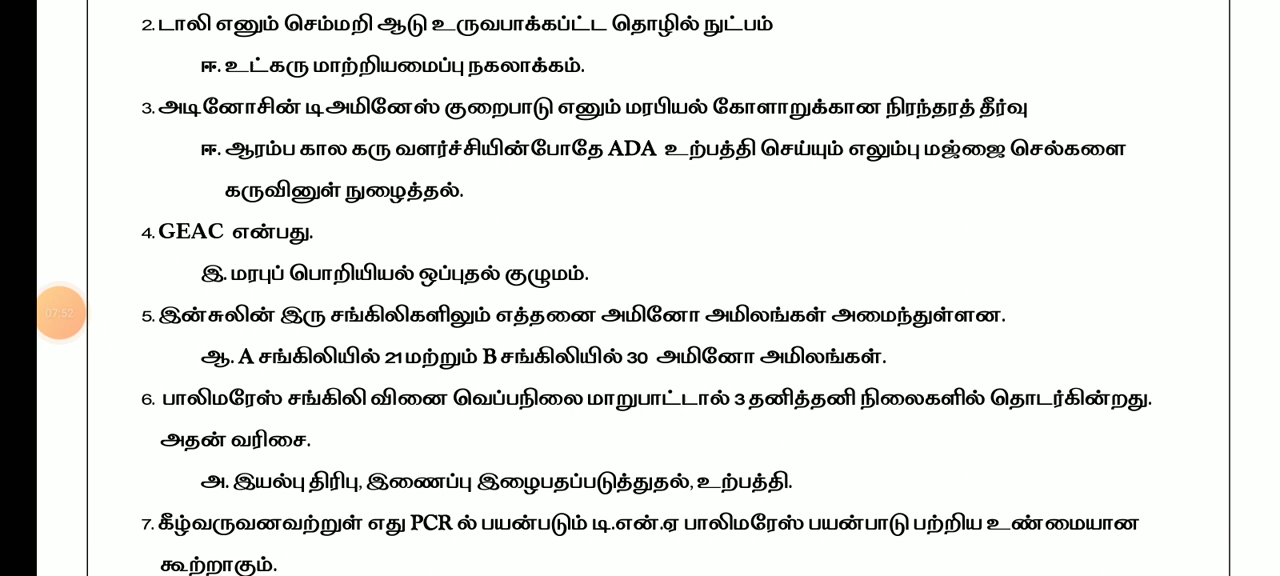 2. டாலி எனும் செம்மறி ஆடு உருவபாக்கப்ட்ட தொழில் நுட்பம்
ஈ. உட்கரு மாற்றியமைப்பு நகலாக்கம்.
3. அடினோசின் டிஅமினேஸ் குறைபாடு எனும் மரபியல் கோளாறுக்கான நிரந்தரத் தீர்வு
ஈ. ஆரம்ப கால கரு வளர்ச்சியின்போதே ADA உற்பத்தி செய்யும் எலும்பு மஜ்ஜை செல்களை
கருவினுள் நுழைத்தல்.
4. GEAC என்பது.
இ. மரபுப் பொறியியல் ஒப்புதல் குழுமம்.
07:52
5. இன்சுலின் இரு சங்கிலிகளிலும் எத்தனை அமினோ அமிலங்கள் அமைந்துள்ளன.
ஆ. A சங்கிலியில் 21மற்றும் B சங்கிலியில் 30 அமினோ அமிலங்கள்.
6. பாலிமரேஸ் சங்கிலி வினை வெப்பநிலை மாறுபாட்டால் 3 தனித்தனி நிலைகளில் தொடர்கின்றது.
அதன் வரிசை.
அ. இயல்பு திரிபு, இணைப்பு இழைபதப்படுத்துதல், உற்பத்தி.
7. கீழ்வருவனவற்றுள் எது PCR ல் பயன்படும் டி.என்.ஏ பாலிமரேஸ் பயன்பாடு பற்றிய உண்மையான
கூற்றாகும்.